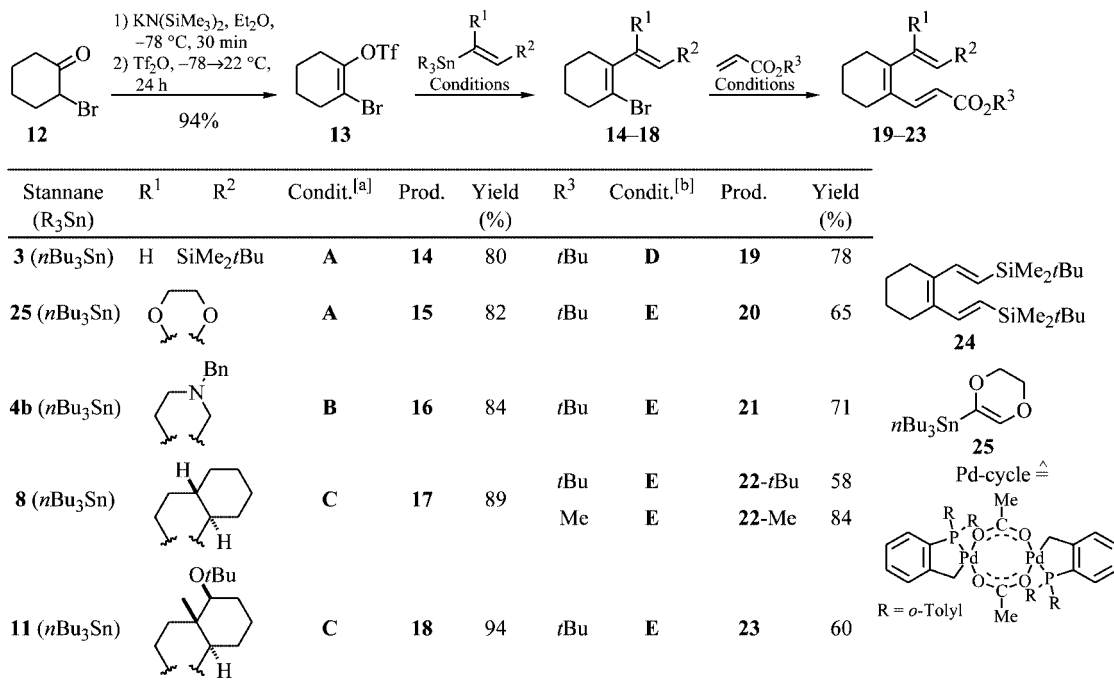 1) KN(SiMe3)2, Et2O,
–78 °C, 30 min
2) Tf2O, –78→22 °C,
24 h
94%
O
Br
12
OTf
Br
13
R3Sn
R1
R2
Conditions
R1
R2
Br
14–18
CO2R3
Conditions
R1
R2
CO2R3
19–23
Stannane R1 R2 Condit.[a] Prod. Yield R3 Condit.[b] Prod. Yield
(R3Sn) (%) (%)
3 (nBu3Sn) H SiMe2tBu A 14 80 tBu D 19 78
25 (nBu3Sn) O O A 15 82 tBu E 20 65
4b (nBu3Sn) N Bn B 16 84 tBu E 21 71
8 (nBu3Sn) H H C 17 89 tBu E 22-tBu 58
Me E 22-Me 84
11 (nBu3Sn) OtBu H C 18 94 tBu E 23 60
SiMe2tBu
SiMe2tBu
24
O
O
nBu3Sn
25
Pd-cycle ≙
Me
R R C
P O O
Pd Pd
O O P
C R R
Me
R = o-Tolyl